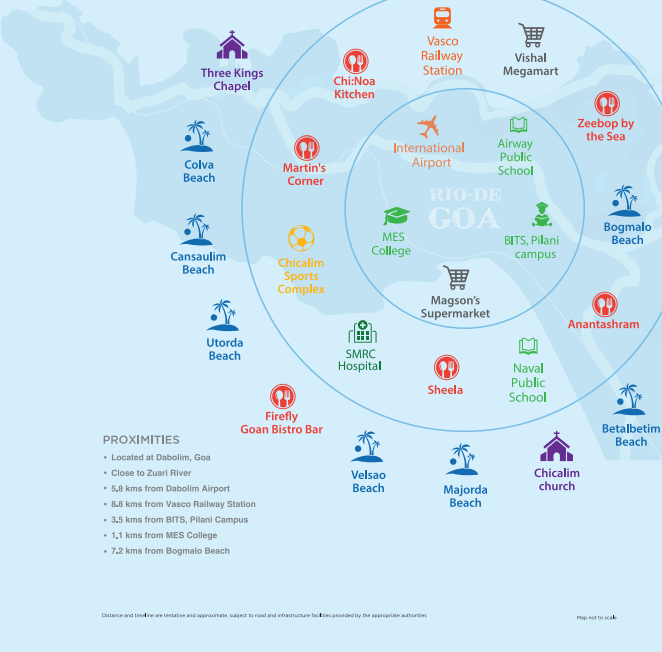 Vasco
Railway
Station
Vishal
Megamart
Three Kings
Chapel
Chi:Noa
Kitchen
Zeebop by
the Sea
International
Airport
Airway
Public
School
Colva
Beach
Martin's
Corner
RIO-DE
GOA
Bogmalo
Beach
MES
College
BITS, Pilani
campus
Cansaulim
Beach
Chicalim
Sports
Complex
Magson's
Supermarket
Anantashram
Utorda
Beach
SMRC
Hospital
Sheela
Naval
Public
School
Firefly
Goan Bistro Bar
Betalbetim
Beach
Velsao
Beach
Majorda
Beach
Chicalim
church
PROXIMITIES
• Located at Dabolim, Goa
• Close to Zuari River
• 5.8 kms from Dabolim Airport
• 8.8 kms from Vasco Railway Station
• 3.5 kms from BITS, Pilani Campus
• 1.1 kms from MES College
• 7.2 kms from Bogmalo Beach
Distance and timeline are tentative and approximate, subject to road and infrastructure facilities provided by the appropriate authorities.
Map not to scale